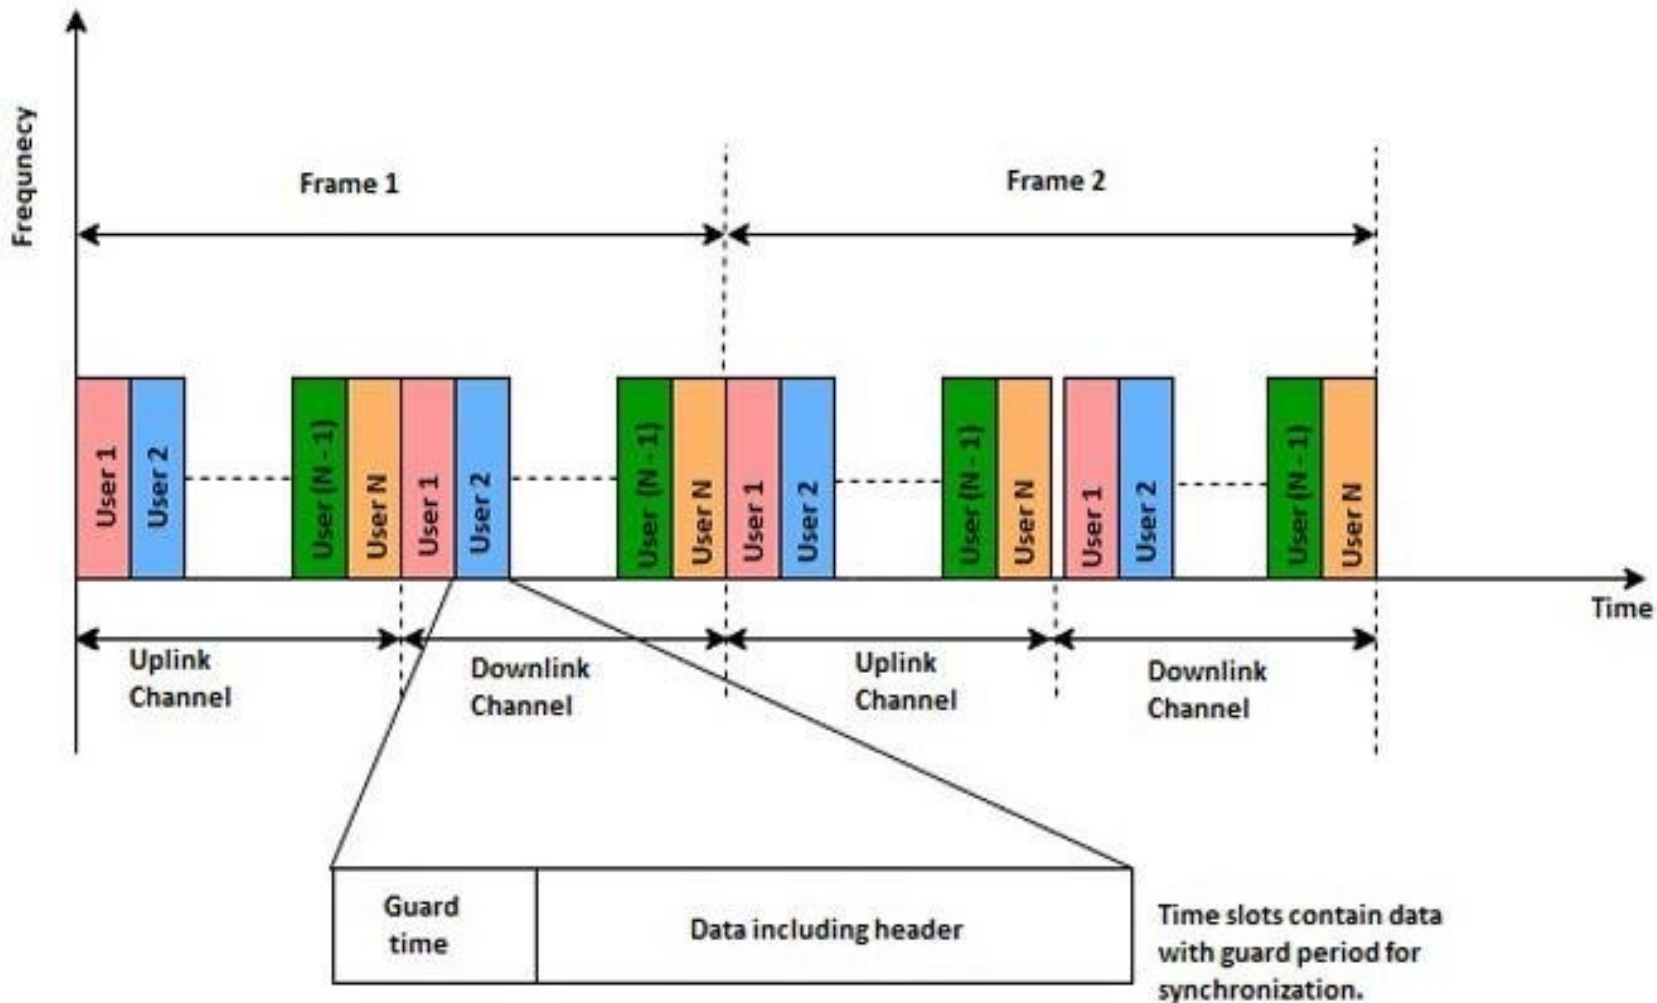 Frequnecy
Frame 1
Frame 2
User 1
User 2
User (N - 1)
User N
User 1
User 2
User (N - 1)
User N
User 1
User 2
User (N - 1)
User N
User 1
User 2
User (N - 1)
User N
Time
Uplink
Channel
Downlink
Channel
Uplink
Channel
Downlink
Channel
Guard
time
Data including header
Time slots contain data
with guard period for
synchronization.